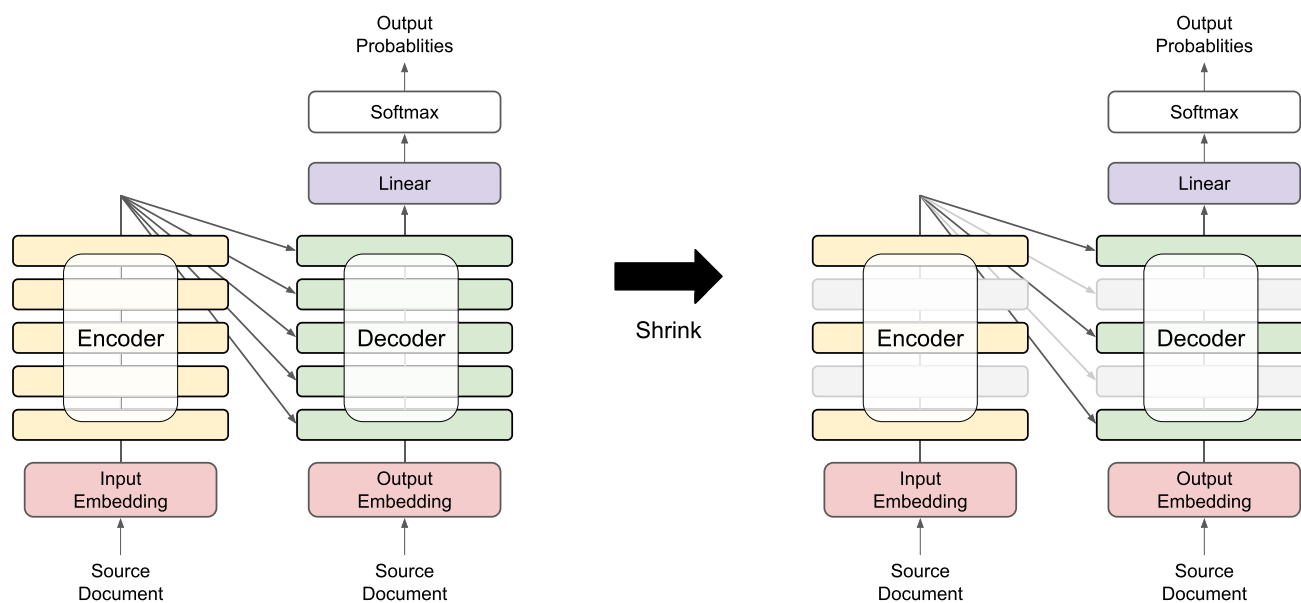 Output
Probablities
Softmax
Linear
Encoder
Decoder
Input
Embedding
Output
Embedding
Source
Document
Source
Document
Shrink
Output
Probablities
Softmax
Linear
Encoder
Decoder
Input
Embedding
Output
Embedding
Source
Document
Source
Document